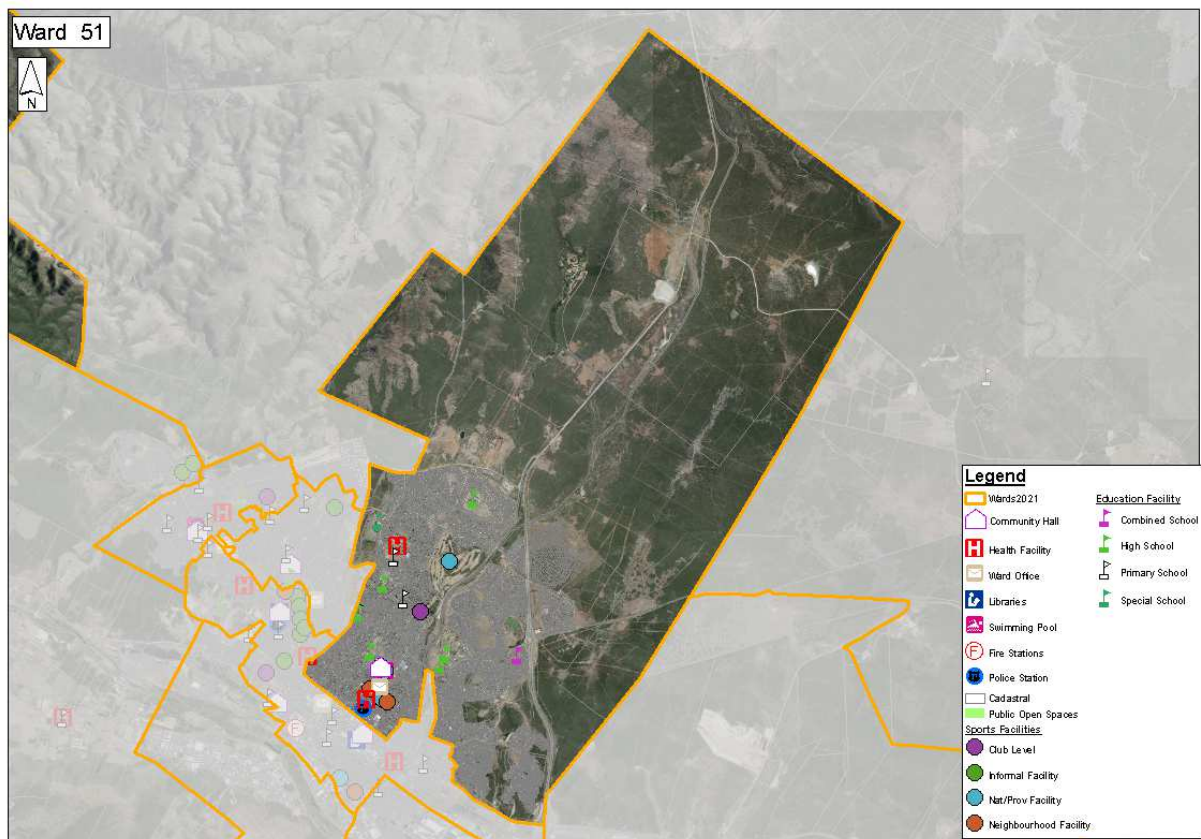 Ward 51
N
Legend
Wards2021
Community Hall
Health Facility
Ward Office
Libraries
Swimming Pool
Fire Stations
Police Station
Cadastral
Public Open Spaces
Sports Facilities
Club Level
Informal Facility
Nat/Prov Facility
Neighbourhood Facility
Education Facility
Combined School
High School
Primary School
Special School